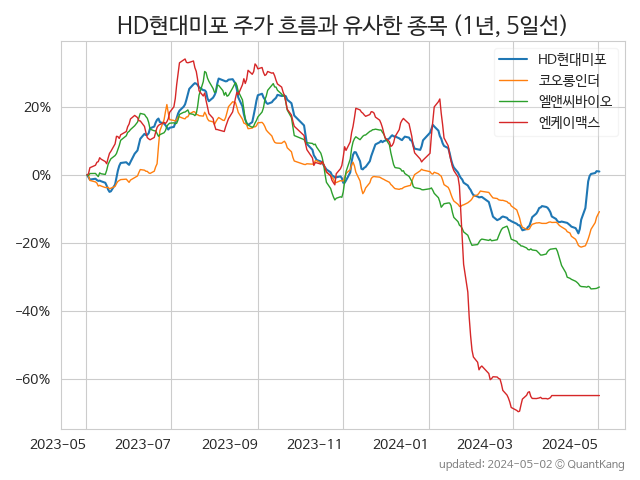 HD현대미포 주가 흐름과 유사한 종목 (1년, 5일선)
HD현대미포
코오롱인더
엘앤씨바이오
엔케이맥스
20%
0%
−20%
−40%
−60%
2023-05 2023-07 2023-09 2023-11 2024-01 2024-03 2024-05
updated: 2024-05-02 © QuantKang